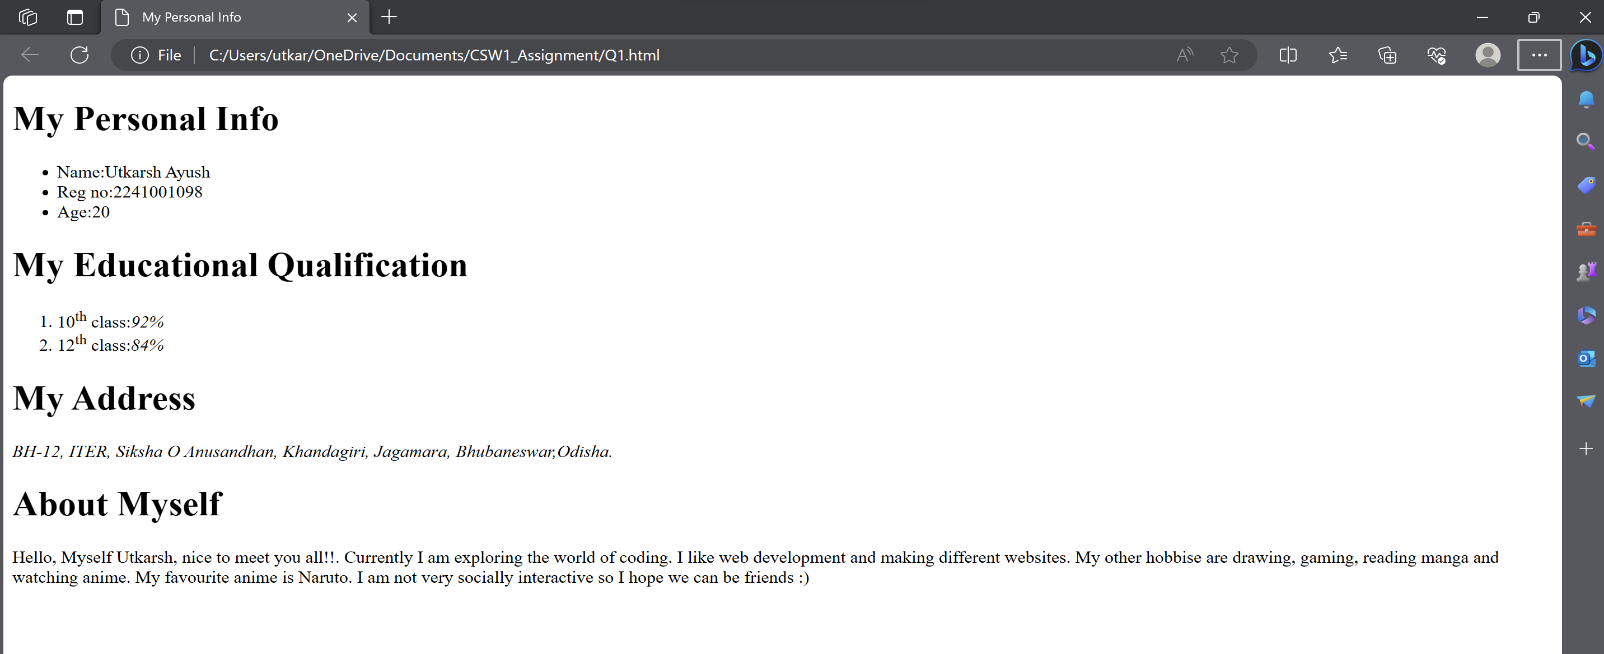 My Personal Info
File C:/Users/utkar/OneDrive/Documents/CSW1_Assignment/Q1.html
My Personal Info
• Name:Utkarsh Ayush
• Reg no:2241001098
• Age:20
My Educational Qualification
1. 10th class:92%
2. 12th class:84%
My Address
BH-12, ITER, Siksha O Anusandhan, Khandagiri, Jagamara, Bhubaneswar,Odisha.
About Myself
Hello, Myself Utkarsh, nice to meet you all!!. Currently I am exploring the world of coding. I like web development and making different websites. My other hobbise are drawing, gaming, reading manga and
watching anime. My favourite anime is Naruto. I am not very socially interactive so I hope we can be friends :)